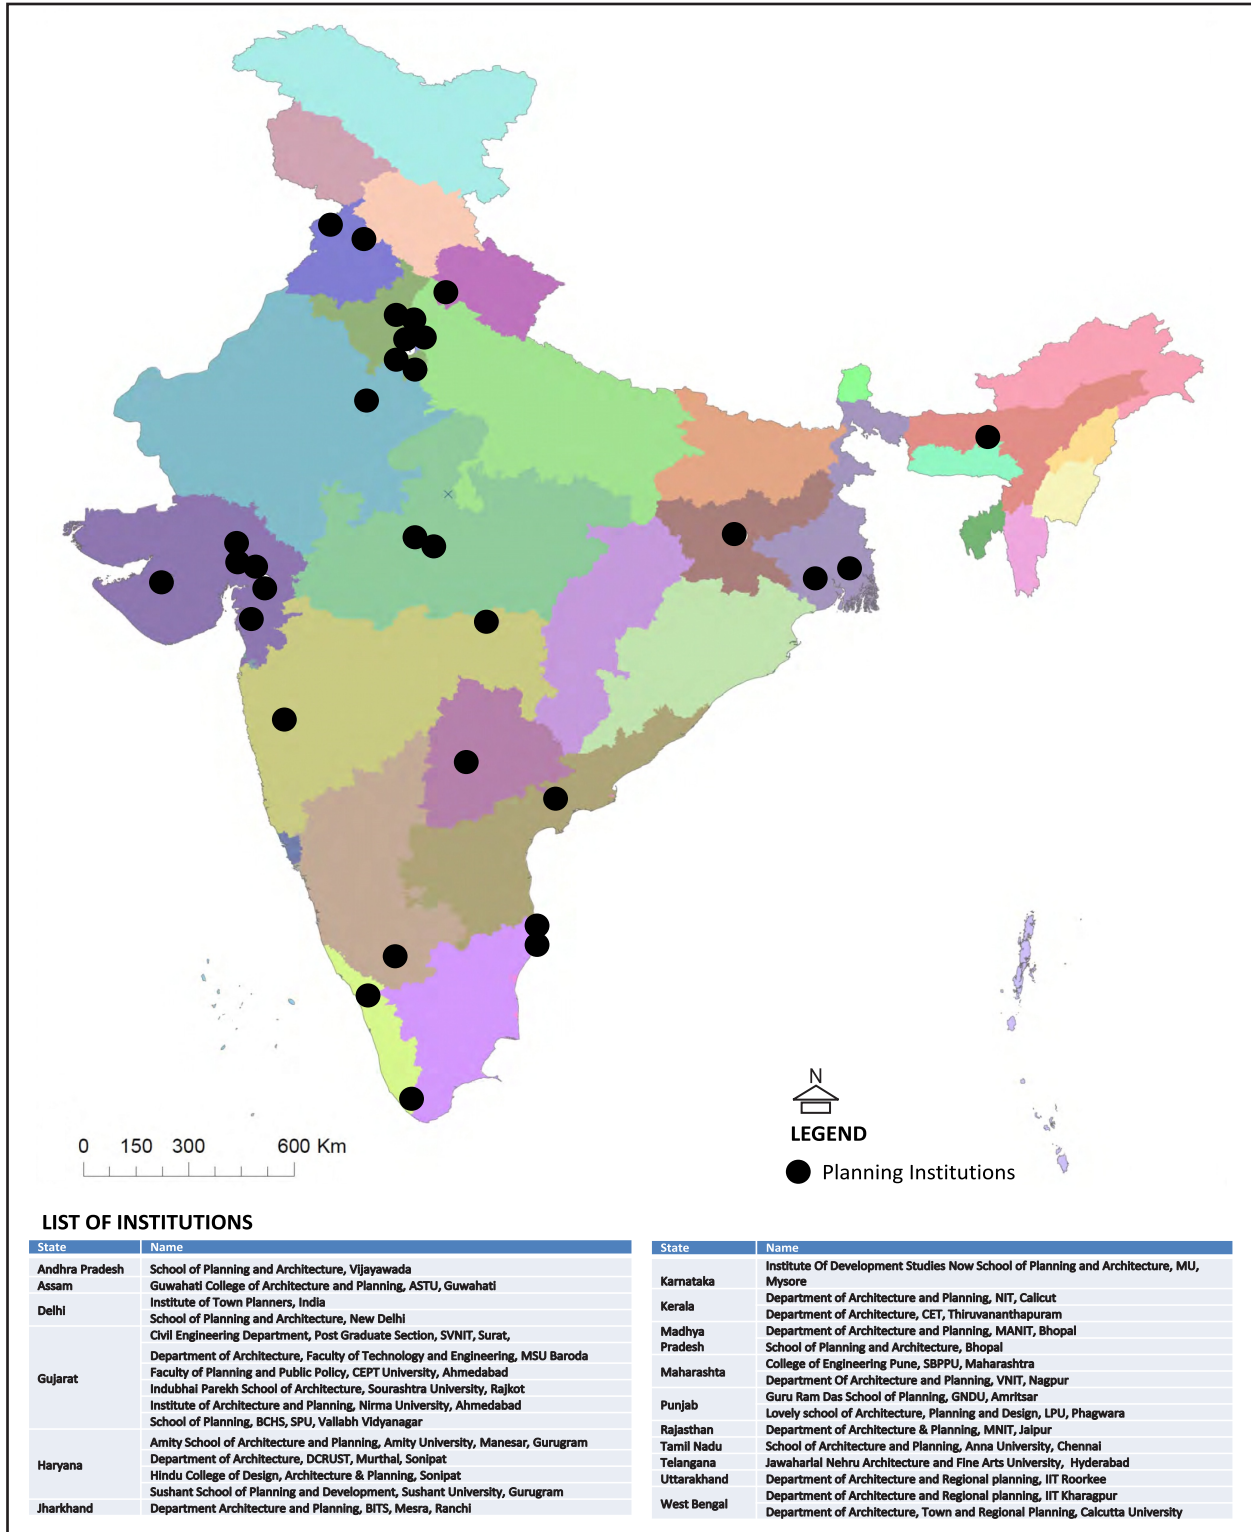 0 150 300 600 Km
N
LEGEND
Planning Institutions
LIST OF INSTITUTIONS
State Name
Andhra Pradesh School of Planning and Architecture, Vijayawada
Assam Guwahati College of Architecture and Planning, ASTU, Guwahati
Delhi
Institute of Town Planners, India
School of Planning and Architecture, New Delhi
Gujarat
Civil Engineering Department, Post Graduate Section, SVNIT, Surat,
Department of Architecture, Faculty of Technology and Engineering, MSU Baroda
Faculty of Planning and Public Policy, CEPT University, Ahmedabad
Indubhai Parekh School of Architecture, Sourashtra University, Rajkot
Institute of Architecture and Planning, Nirma University, Ahmedabad
School of Planning, BCHS, SPU, Vallabh Vidyanagar
Haryana
Amity School of Architecture and Planning, Amity University, Manesar, Gurugram
Department of Architecture, DCRUST, Murthal, Sonipat
Hindu College of Design, Architecture & Planning, Sonipat
Sushant School of Planning and Development, Sushant University, Gurugram
Jharkhand Department Architecture and Planning, BITS, Mesra, Ranchi
State Name
Karnataka
Institute Of Development Studies Now School of Planning and Architecture, MU,
Mysore
Kerala
Department of Architecture and Planning, NIT, Calicut
Department of Architecture, CET, Thiruvananthapuram
Madhya Department of Architecture and Planning, MANIT, Bhopal
Pradesh School of Planning and Architecture, Bhopal
Maharashta
College of Engineering Pune, SBPPU, Maharashtra
Department Of Architecture and Planning, VNIT, Nagpur
Punjab
Guru Ram Das School of Planning, GNDU, Amritsar
Lovely school of Architecture, Planning and Design, LPU, Phagwara
Rajasthan Department of Architecture & Planning, MNIT, Jaipur
Tamil Nadu School of Architecture and Planning, Anna University, Chennai
Telangana Jawaharlal Nehru Architecture and Fine Arts University, Hyderabad
Uttarakhand Department of Architecture and Regional planning, IIT Roorkee
West Bengal
Department of Architecture and Regional planning, IIT Kharagpur
Department of Architecture, Town and Regional Planning, Calcutta University